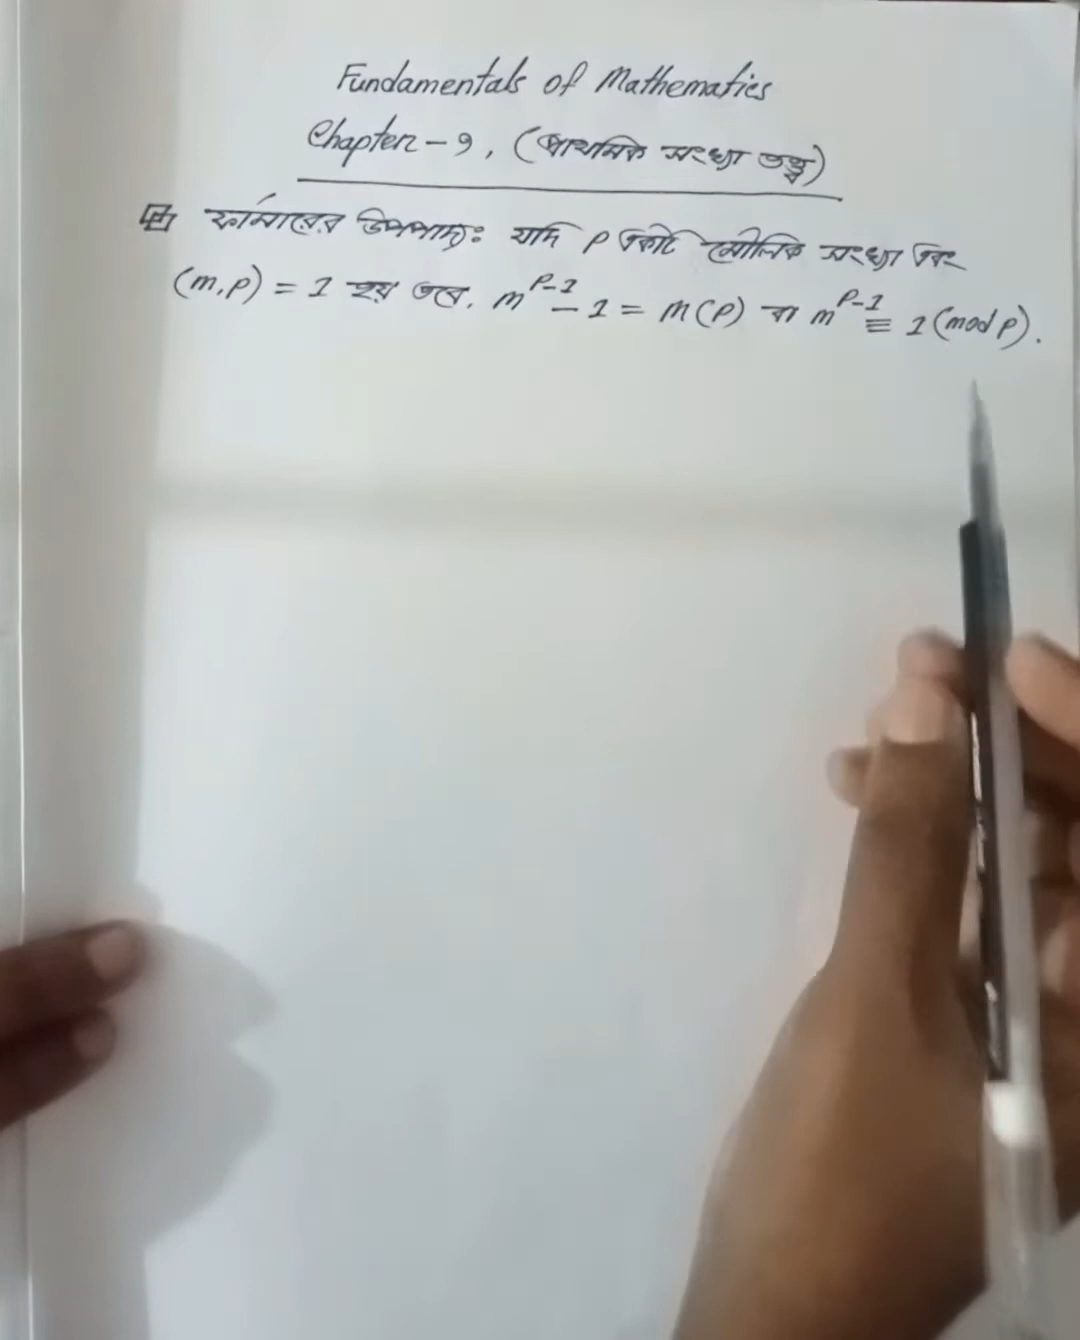 Fundamentals of Mathematics
Chapter - 9, (প্রাথমিক সংখ্যা তত্ত্ব)
ফার্মারের উপপাদ্য: যদি P একটি মৌলিক সংখ্যা এবং
(m,P) = 1 হয় তবে, m^{P-1} - 1 = M(P) বা m^{P-1} ≡ 1 (mod P).